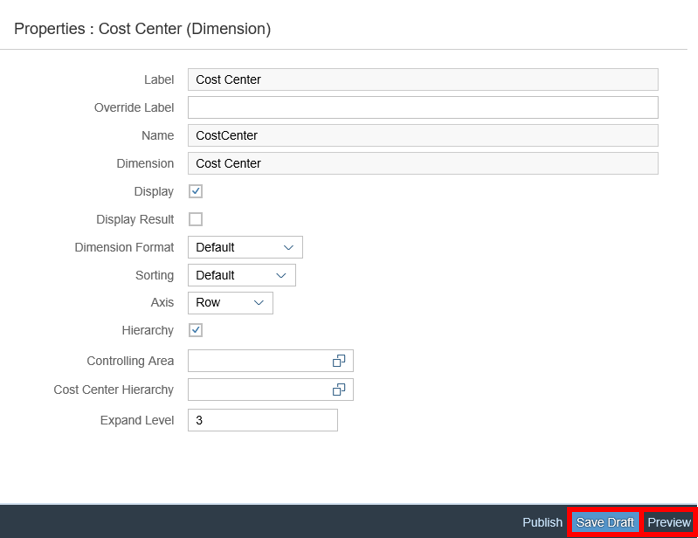 Properties : Cost Center (Dimension)
Label Cost Center
Override Label
Name CostCenter
Dimension Cost Center
Display
Display Result
Dimension Format Default
Sorting Default
Axis Row
Hierarchy
Controlling Area
Cost Center Hierarchy
Expand Level 3
Publish Save Draft Preview